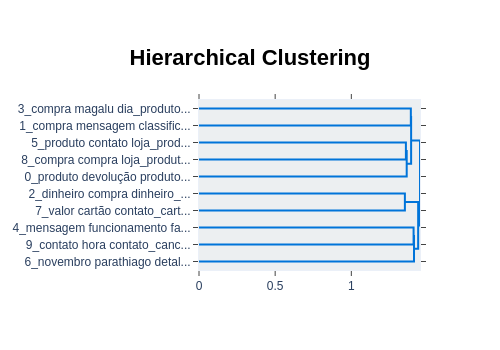 Hierarchical Clustering
3_compra magalu dia_produto...
1_compra mensagem classific...
5_produto contato loja_prod...
8_compra compra loja_produt...
0_produto devolução produto...
2_dinheiro compra dinheiro_...
7_valor cartão contato_cart...
4_mensagem funcionamento fa...
9_contato hora contato_canc...
6_novembro parathiago detal...
0 0.5 1